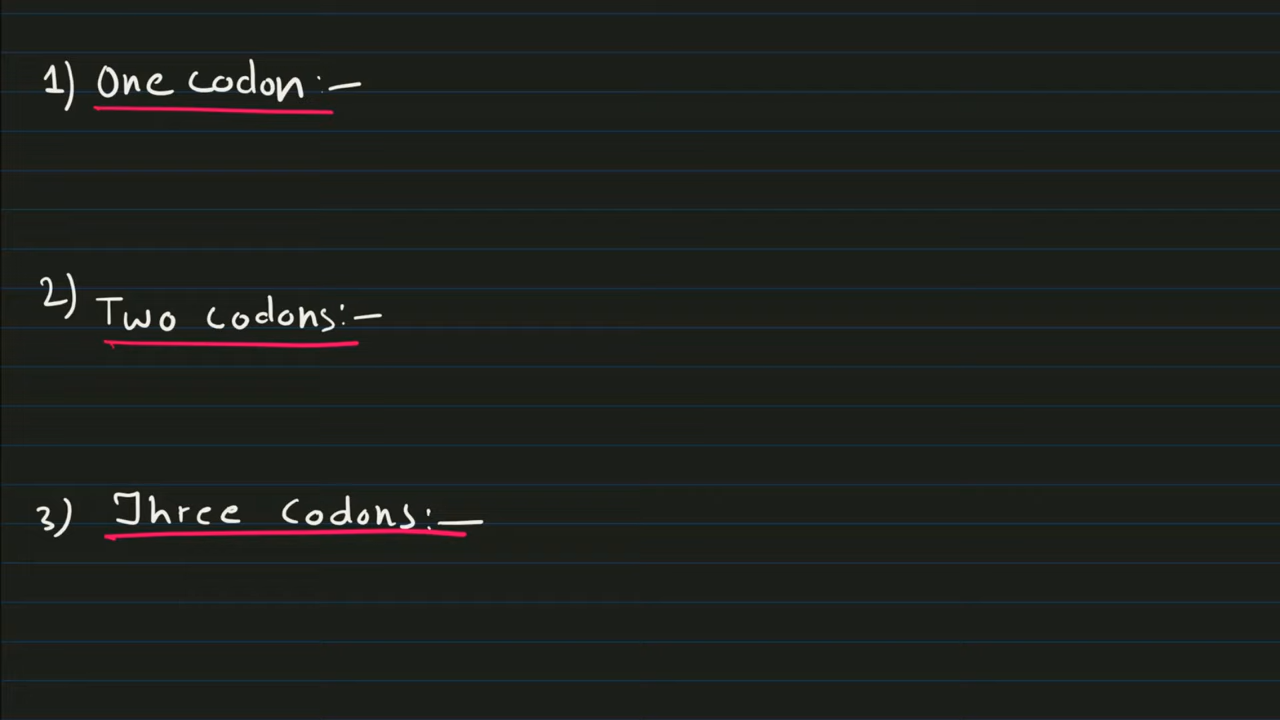 1) One codon:-
2) Two codons:-
3) Three codons:-